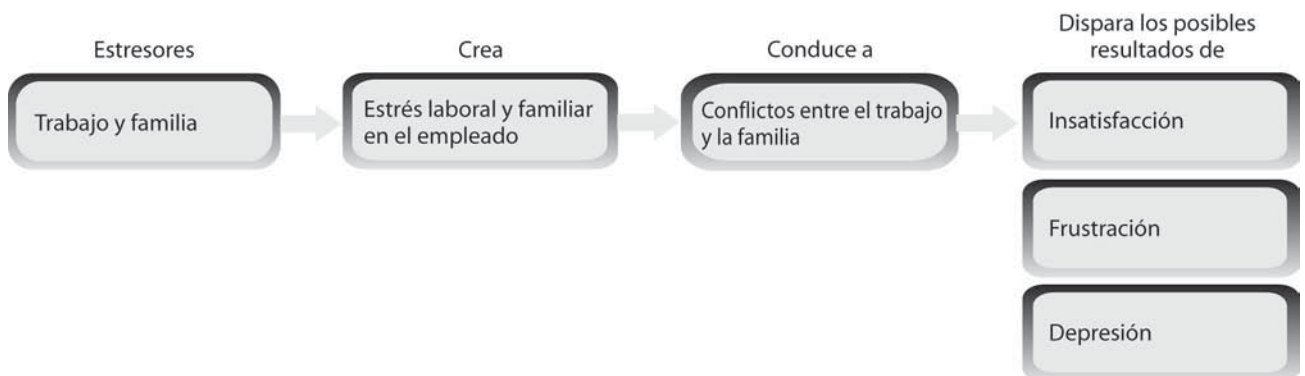 Estresores
Trabajo y familia
Crea
Estrés laboral y familiar
en el empleado
Conduce a
Conflictos entre el trabajo
y la familia
Dispara los posibles
resultados de
Insatisfacción
Frustración
Depresión